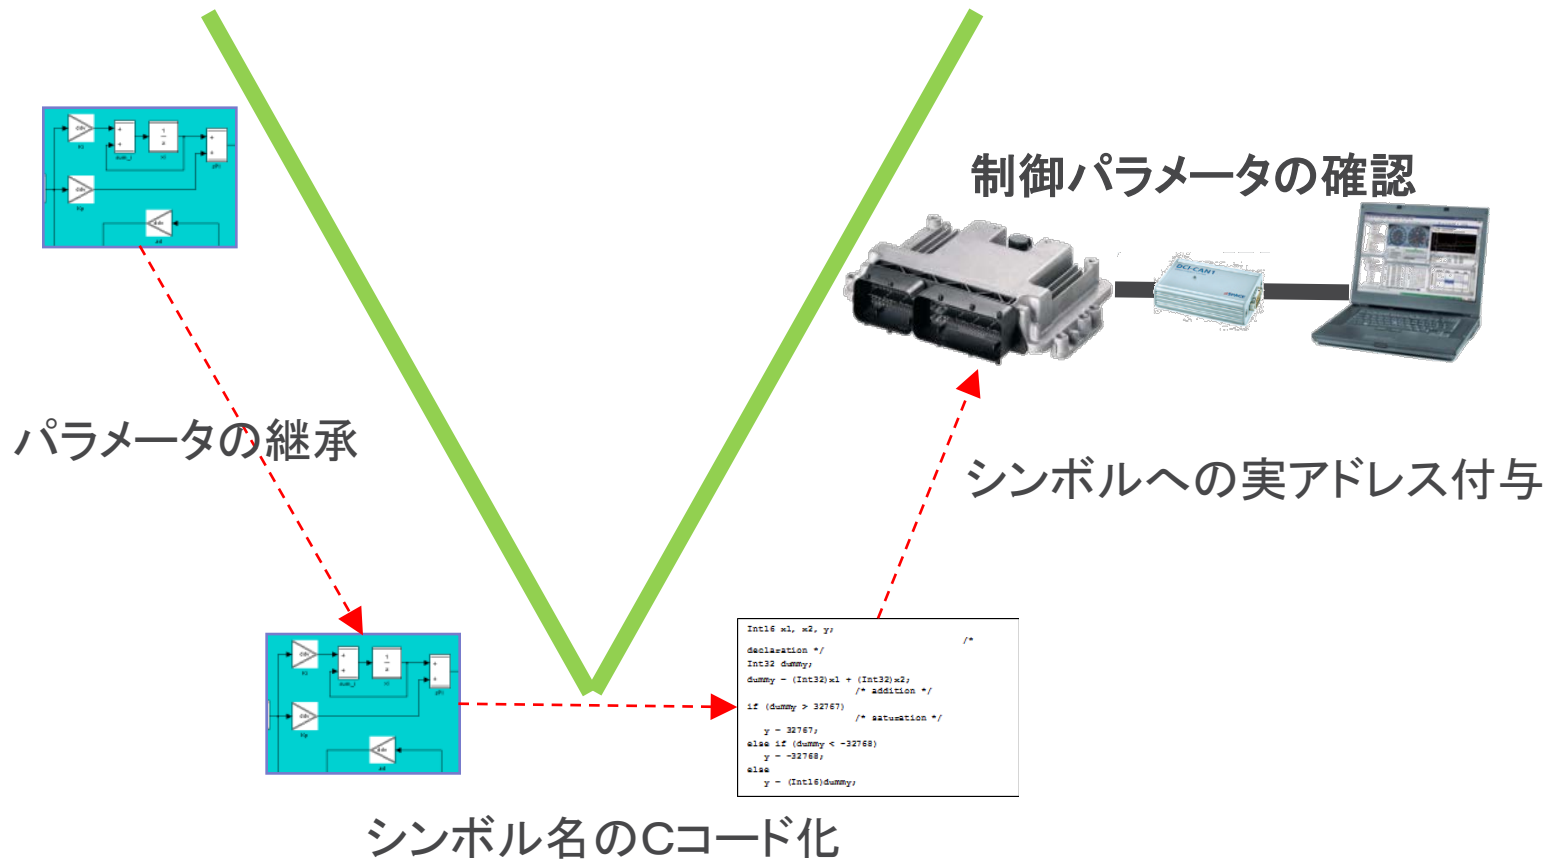 制御パラメータの確認
DCI-CAN1
パラメータの継承
シンボルへの実アドレス付与
Int16 x1, x2, y;
/*
declaration */
Int32 dummy;
dummy = (Int32)x1 + (Int32)x2;
/* addition */
if (dummy > 32767)
/* saturation */
y = 32767;
else if (dummy < -32768)
y = -32768;
else
y = (Int16)dummy;
シンボル名のCコード化